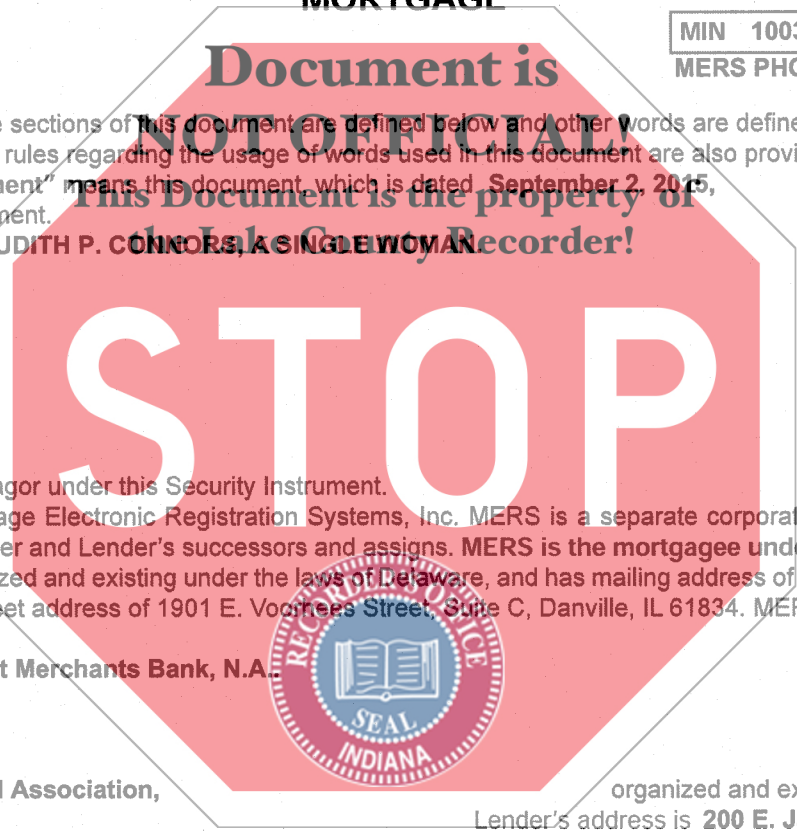 MORTGAGE
MIN 1003
MERS PHO
Document is
e sections of this document are defined below and other words are define
NOT OFFICIAL!
rules regarding the usage of words used in this document are also provi
ment” means this document, which is dated September 2, 2015,
This Document is the property of
ment.
the Lake County Recorder!
UDITH P. CONNORS, A SINGLE WOMAN.
STOP
agor under this Security Instrument.
age Electronic Registration Systems, Inc. MERS is a separate corporat
er and Lender's successors and assigns. MERS is the mortgagee unde
zed and existing under the laws of Delaware, and has mailing address of
eet address of 1901 E. Voorhees Street, Suite C, Danville, IL 61834. MER
RECORDER'S OFFICE
t Merchants Bank, N.A..
SEAL
INDIANA
l Association,
organized and ex
Lender's address is 200 E. J